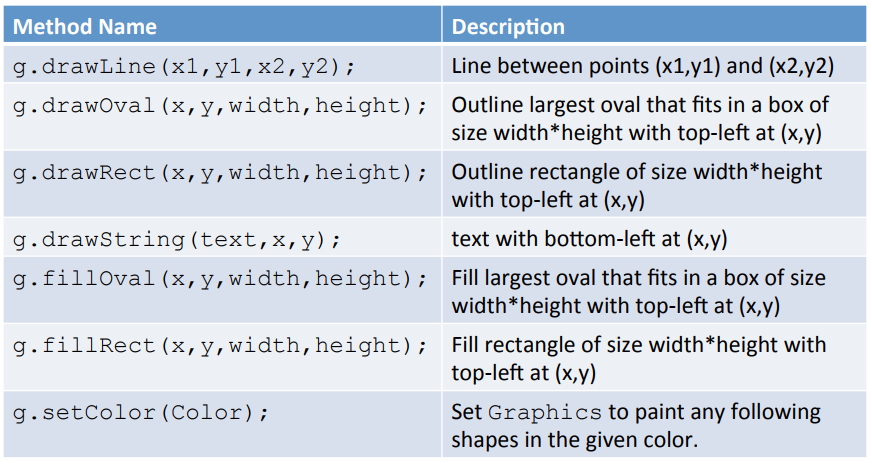 Method Name Description
g.drawLine(x1,y1,x2,y2); Line between points (x1,y1) and (x2,y2)
g.drawOval(x,y,width,height); Outline largest oval that fits in a box of
size width*height with top-left at (x,y)
g.drawRect(x,y,width,height); Outline rectangle of size width*height
with top-left at (x,y)
g.drawString(text,x,y); text with bottom-left at (x,y)
g.fillOval(x,y,width,height); Fill largest oval that fits in a box of size
width*height with top-left at (x,y)
g.fillRect(x,y,width,height); Fill rectangle of size width*height with
top-left at (x,y)
g.setColor(Color); Set Graphics to paint any following
shapes in the given color.